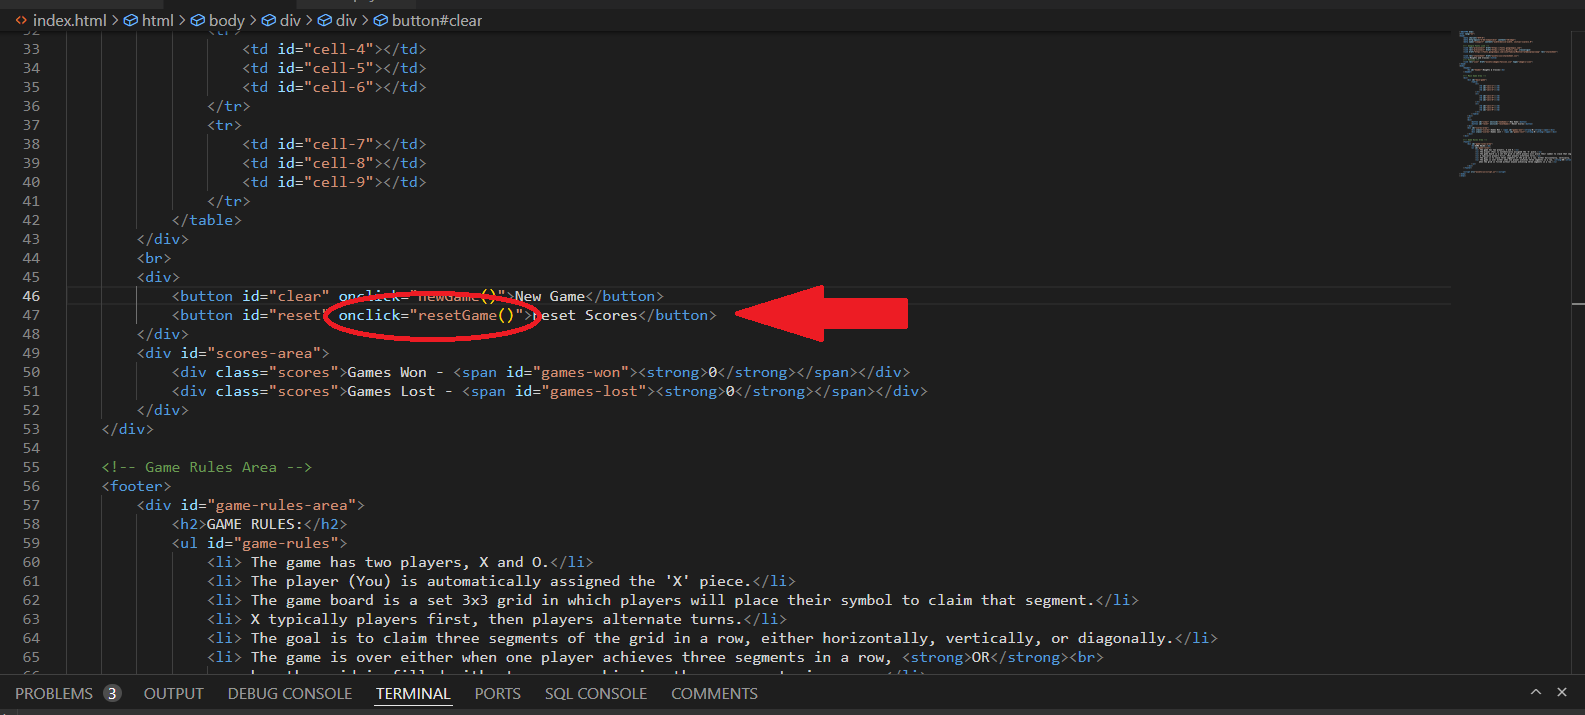 index.html > html > body > div > div > button#clear
32 <tr>
33 <td id="cell-4"></td>
34 <td id="cell-5"></td>
35 <td id="cell-6"></td>
36 </tr>
37 <tr>
38 <td id="cell-7"></td>
39 <td id="cell-8"></td>
40 <td id="cell-9"></td>
41 </tr>
42 </table>
43 </div>
44 <br>
45 <div>
46 <button id="clear" onclick="newGame()">New Game</button>
47 <button id="reset" onclick="resetGame()">reset Scores</button>
48 </div>
49 <div id="scores-area">
50 <div class="scores">Games Won - <span id="games-won"><strong>0</strong></span></div>
51 <div class="scores">Games Lost - <span id="games-lost"><strong>0</strong></span></div>
52 </div>
53 </div>
54
55 <!-- Game Rules Area -->
56 <footer>
57 <div id="game-rules-area">
58 <h2>GAME RULES:</h2>
59 <ul id="game-rules">
60 <li> The game has two players, X and O.</li>
61 <li> The player (You) is automatically assigned the 'X' piece.</li>
62 <li> The game board is a set 3x3 grid in which players will place their symbol to claim that segment.</li>
63 <li> X typically players first, then players alternate turns.</li>
64 <li> The goal is to claim three segments of the grid in a row, either horizontally, vertically, or diagonally.</li>
65 <li> The game is over either when one player achieves three segments in a row, <strong>OR</strong><br>
PROBLEMS 3 OUTPUT DEBUG CONSOLE TERMINAL PORTS SQL CONSOLE COMMENTS